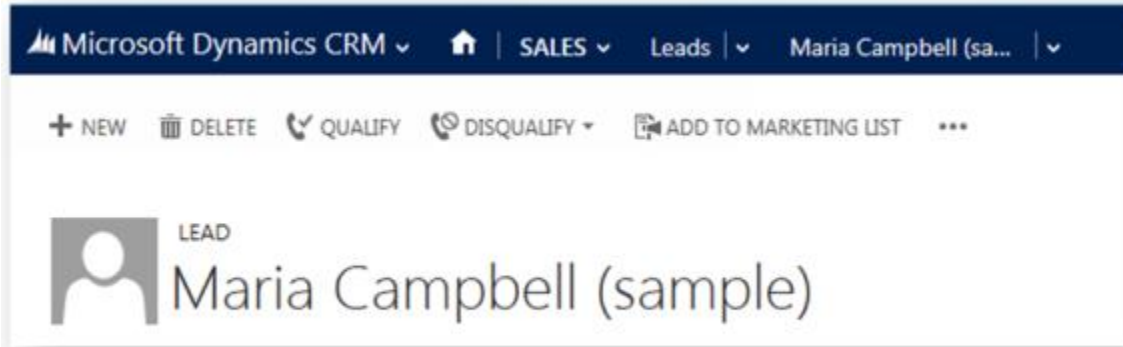 Microsoft Dynamics CRM SALES Leads Maria Campbell (sa...
NEW DELETE QUALIFY DISQUALIFY ADD TO MARKETING LIST ...
LEAD
Maria Campbell (sample)